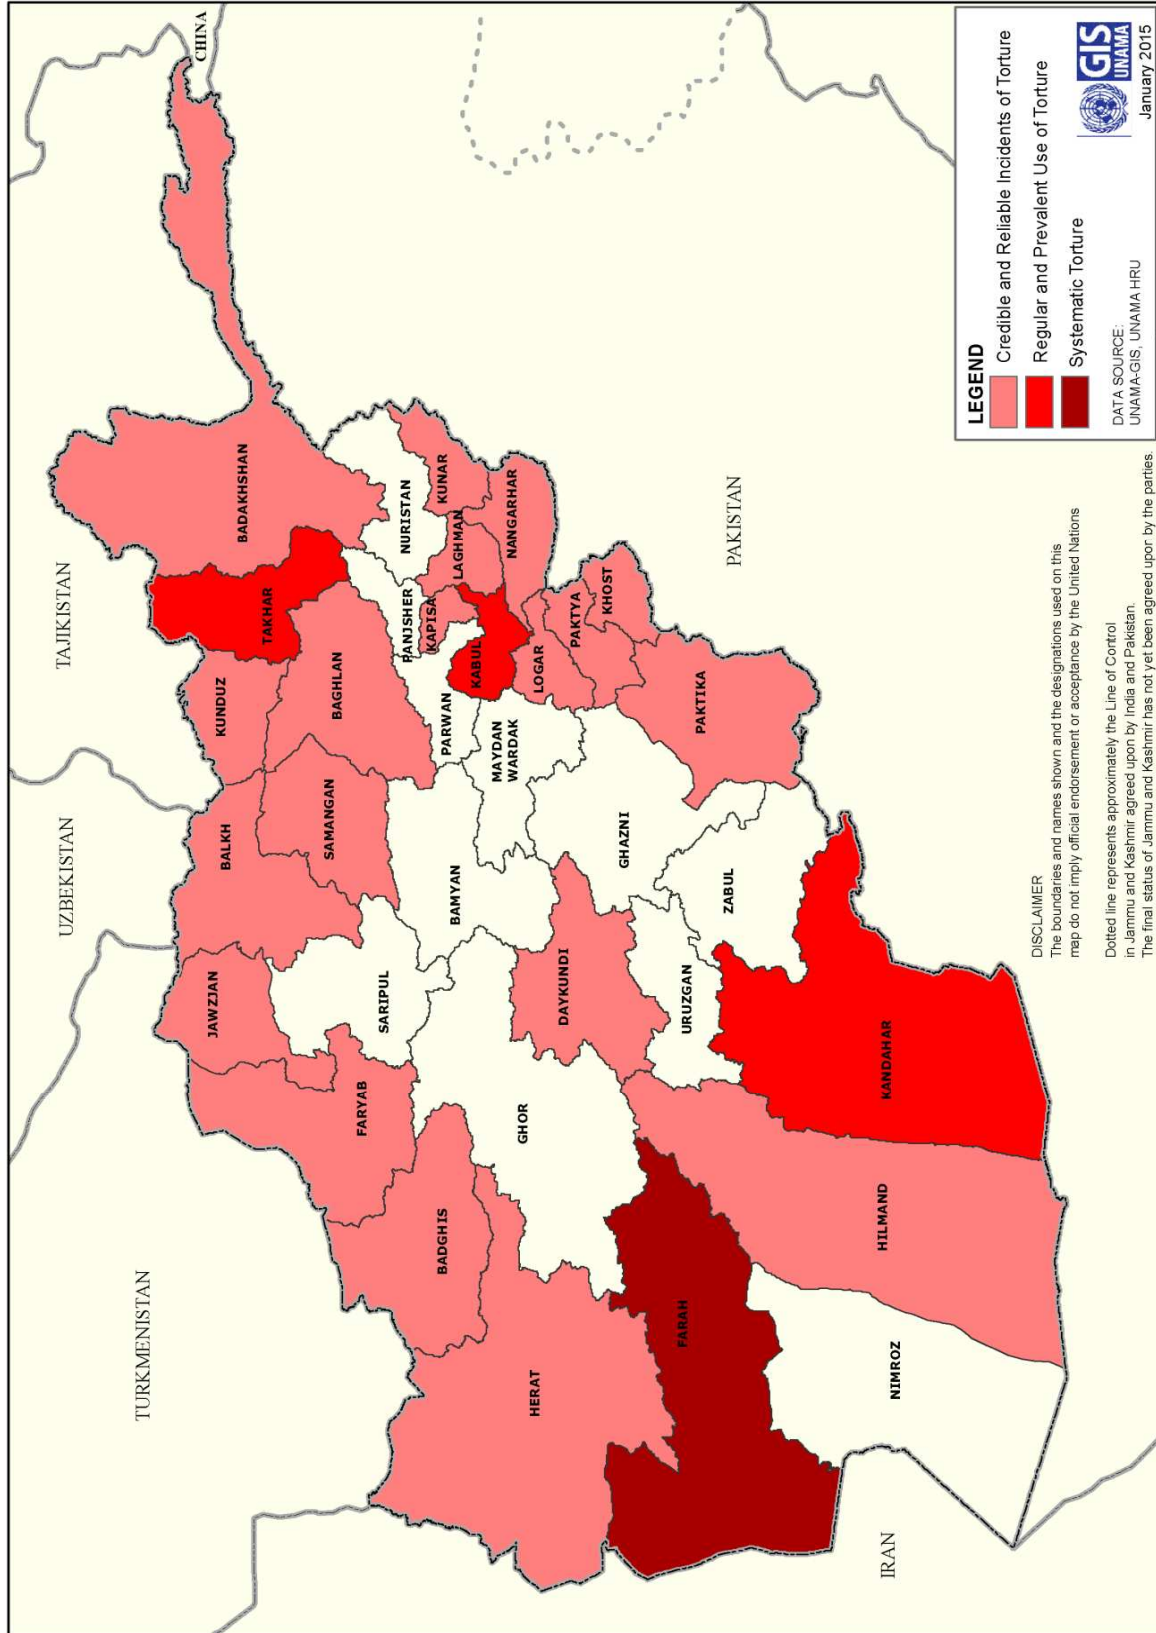 TURKMENISTAN
UZBEKISTAN
TAJIKISTAN
CHINA
JAWZJAN
BALKH
KUNDUZ
TAKHAR
BADAKHSHAN
FARYAB
SARIPUL
SAMANGAN
BAGHLAN
BADGHIS
PANJSHER
NURISTAN
HERAT
GHOR
BAMYAN
PARWAN
KAPISA
LAGHMAN
KUNAR
MAYDAN
WARDAK
KABUL
NANGARHAR
LOGAR
DAYKUNDI
GHAZNI
PAKTYA
KHOST
FARAH
URUZGAN
ZABUL
PAKTIKA
PAKISTAN
NIMROZ
HILMAND
KANDAHAR
IRAN
DISCLAIMER
The boundaries and names shown and the designations used on this
map do not imply official endorsement or acceptance by the United Nations
Dotted line represents approximately the Line of Control
in Jammu and Kashmir agreed upon by India and Pakistan.
The final status of Jammu and Kashmir has not yet been agreed upon by the parties.
LEGEND
Credible and Reliable Incidents of Torture
Regular and Prevalent Use of Torture
Systematic Torture
DATA SOURCE:
UNAMA-GIS, UNAMA HRU
GIS
UNAMA
January 2015